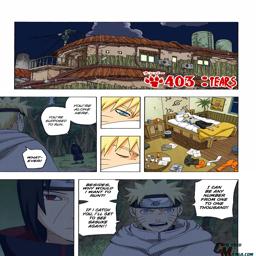 403 : TEARS
YOU'RE
ALONE
HERE.
YOU'RE
SUPPOSED
TO RUN.
WHAT-
EVER!
BESIDES,
WHY WOULD
I WANT TO
RUN?
IF I CATCH
YOU, I'LL GET
TO SEE
SASUKE
AGAIN!!
I CAN
BE ANY
NUMBER
FROM ONE
TO ONE
THOUSAND!